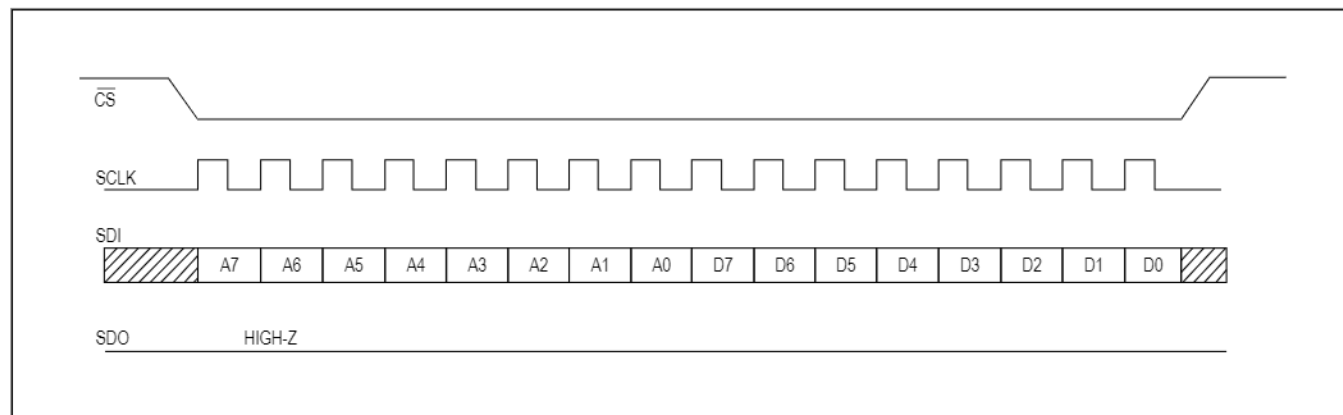 C̅S̅
SCLK
SDI
A7 A6 A5 A4 A3 A2 A1 A0 D7 D6 D5 D4 D3 D2 D1 D0
SDO HIGH-Z